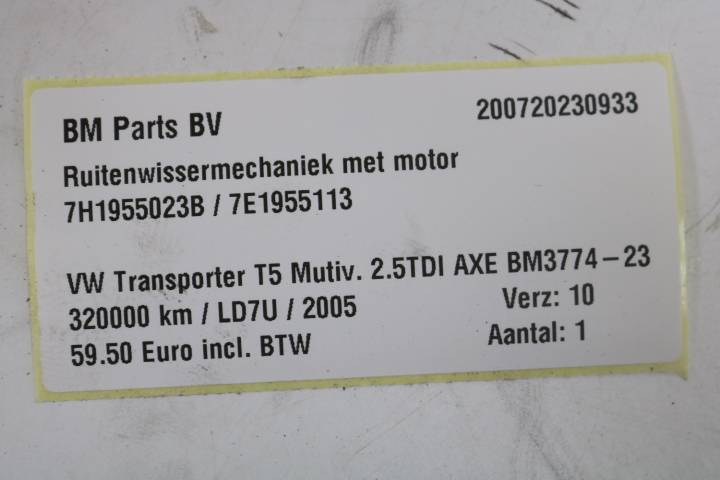 BM Parts BV 200720230933
Ruitenwissermechaniek met motor
7H1955023B / 7E1955113
VW Transporter T5 Mutiv. 2.5TDI AXE BM3774-23
320000 km / LD7U / 2005 Verz: 10
59.50 Euro incl. BTW Aantal: 1